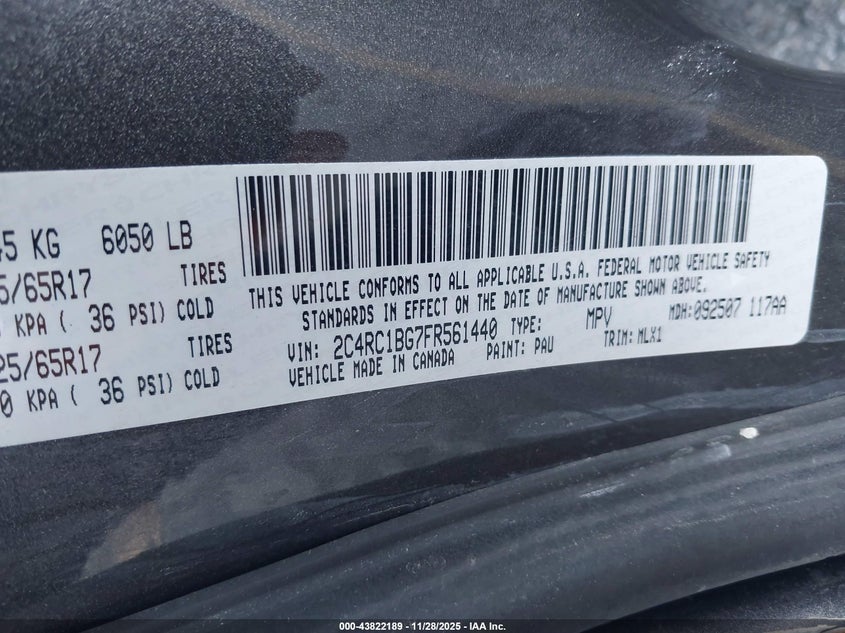 45 KG 6050 LB
5/65R17 TIRES
KPA ( 36 PSI) COLD
25/65R17 TIRES
0 KPA ( 36 PSI) COLD
THIS VEHICLE CONFORMS TO ALL APPLICABLE U.S.A. FEDERAL MOTOR VEHICLE SAFETY
STANDARDS IN EFFECT ON THE DATE OF MANUFACTURE SHOWN ABOVE.
VIN: 2C4RC1BG7FR561440 TYPE: MPV MDH: 092507 117AA
VEHICLE MADE IN CANADA PAINT: PAU TRIM: MLX1
000-43822189 - 11/28/2025 - IAA Inc.